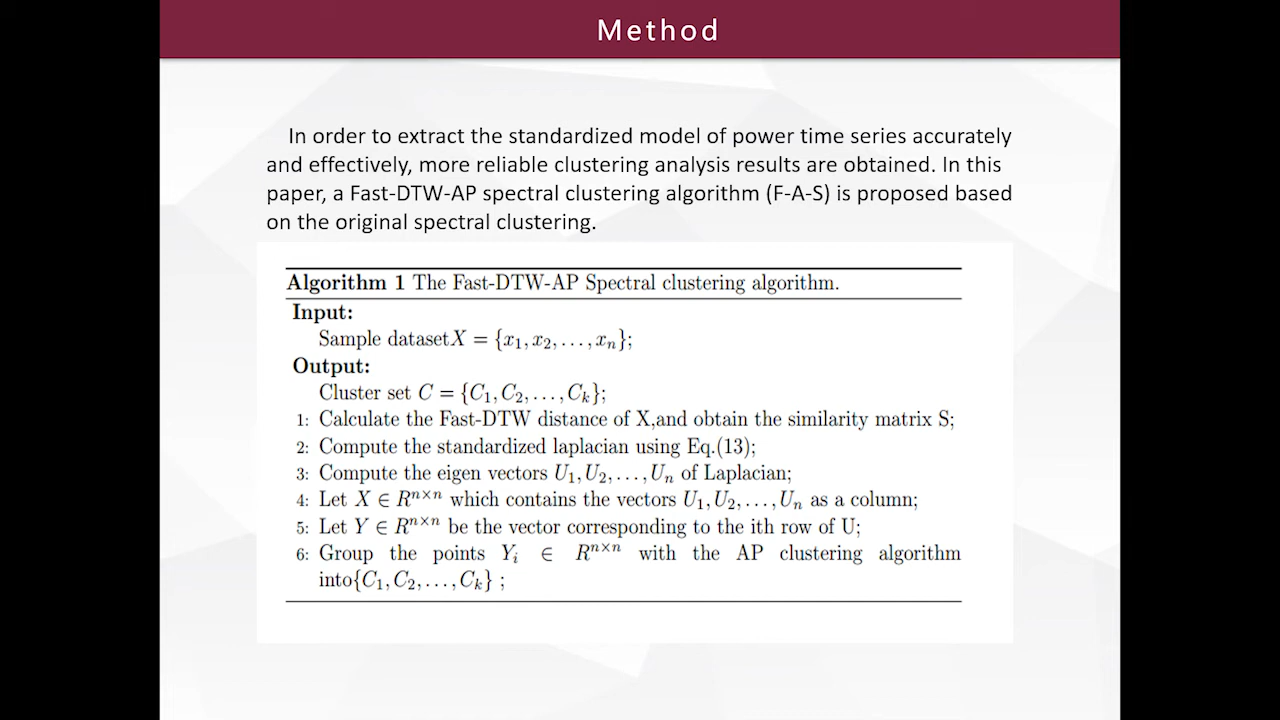 Method
In order to extract the standardized model of power time series accurately
and effectively, more reliable clustering analysis results are obtained. In this
paper, a Fast-DTW-AP spectral clustering algorithm (F-A-S) is proposed based
on the original spectral clustering.
Algorithm 1 The Fast-DTW-AP Spectral clustering algorithm.
Input:
Sample datasetX = {x₁, x₂, . . . , xₙ};
Output:
Cluster set C = {C₁, C₂, . . . , Cₖ};
1: Calculate the Fast-DTW distance of X,and obtain the similarity matrix S;
2: Compute the standardized laplacian using Eq.(13);
3: Compute the eigen vectors U₁, U₂, . . . , Uₙ of Laplacian;
4: Let X ∈ Rⁿˣⁿ which contains the vectors U₁, U₂, . . . , Uₙ as a column;
5: Let Y ∈ Rⁿˣⁿ be the vector corresponding to the ith row of U;
6: Group the points Yᵢ ∈ Rⁿˣⁿ with the AP clustering algorithm
into{C₁, C₂, . . . , Cₖ} ;